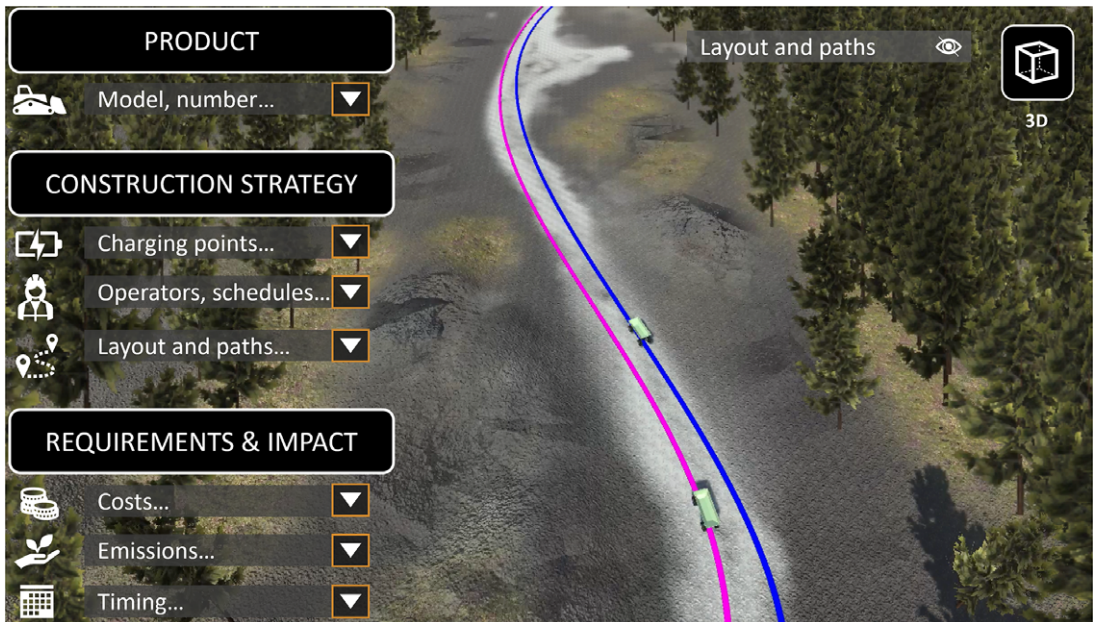 PRODUCT
Model, number...
CONSTRUCTION STRATEGY
Charging points...
Operators, schedules...
Layout and paths...
REQUIREMENTS & IMPACT
Costs...
Emissions...
Timing...
Layout and paths
3D